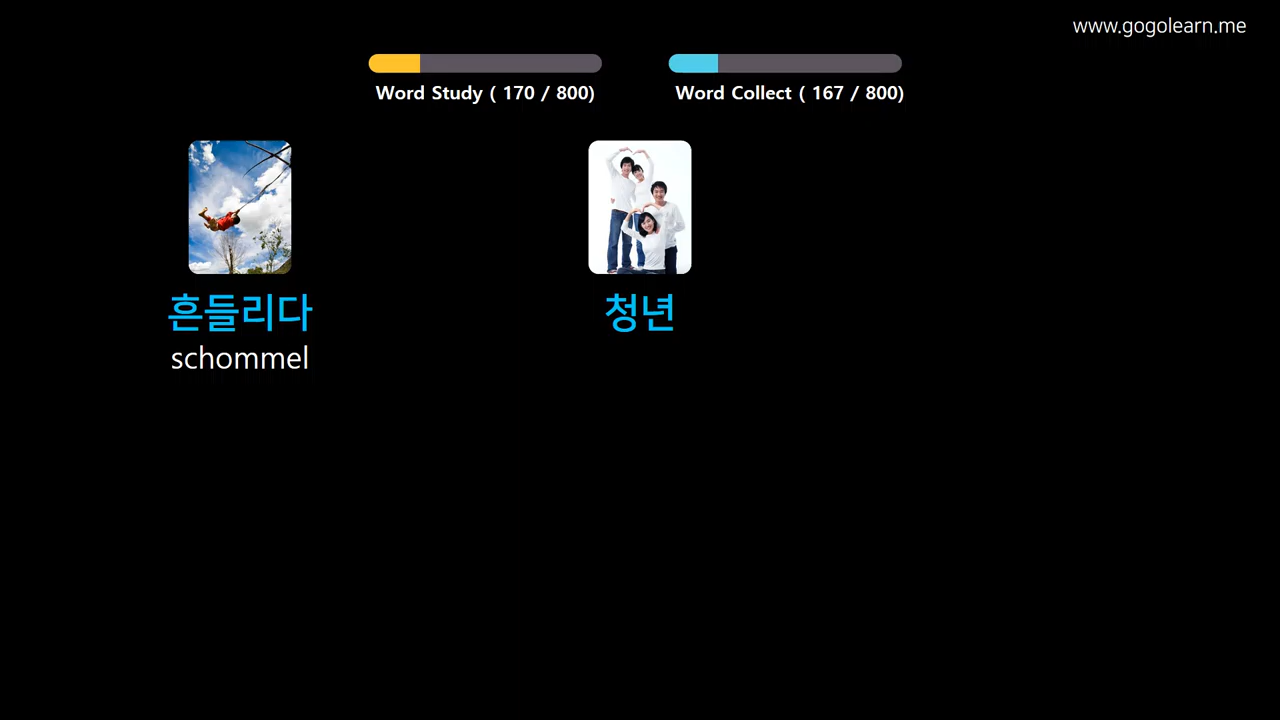 www.gogolearn.me
Word Study ( 170 / 800)
Word Collect ( 167 / 800)
흔들리다
schommel
청년